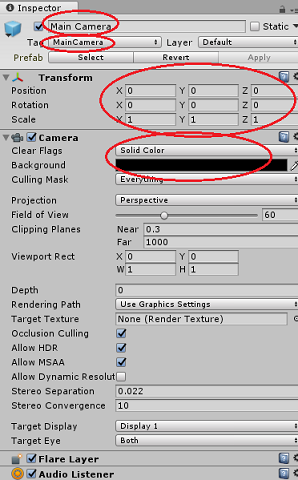 Inspector
Main Camera Static
Tag MainCamera Layer Default
Prefab Select Revert Apply
Transform
Position X 0 Y 0 Z 0
Rotation X 0 Y 0 Z 0
Scale X 1 Y 1 Z 1
Camera
Clear Flags Solid Color
Background
Culling Mask Everything
Projection Perspective
Field of View 60
Clipping Planes Near 0.3
Far 1000
Viewport Rect X 0 Y 0
W 1 H 1
Depth 0
Rendering Path Use Graphics Settings
Target Texture None (Render Texture)
Occlusion Culling
Allow HDR
Allow MSAA
Allow Dynamic Resolut
Stereo Separation 0.022
Stereo Convergence 10
Target Display Display 1
Target Eye Both
Flare Layer
Audio Listener